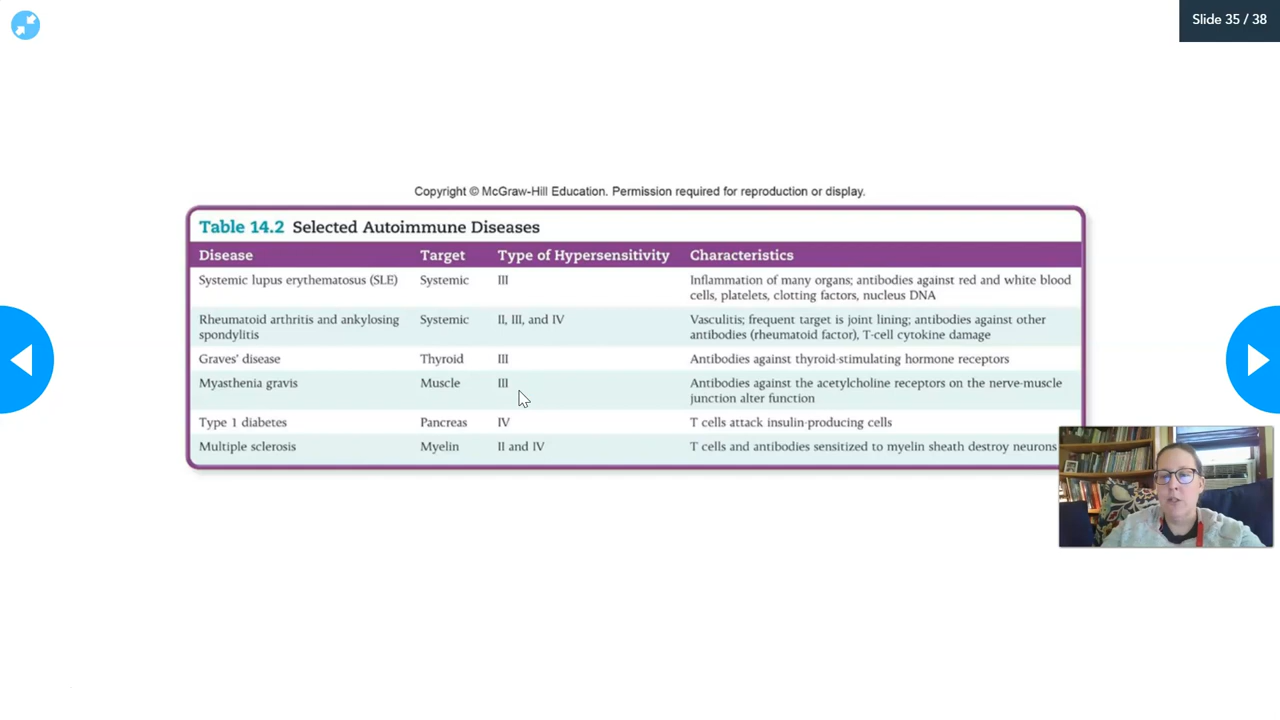 Slide 35 / 38
Copyright © McGraw-Hill Education. Permission required for reproduction or display.
Table 14.2 Selected Autoimmune Diseases
Disease Target Type of Hypersensitivity Characteristics
Systemic lupus erythematosus (SLE) Systemic III Inflammation of many organs; antibodies against red and white blood
cells, platelets, clotting factors, nucleus DNA
Rheumatoid arthritis and ankylosing Systemic II, III, and IV Vasculitis; frequent target is joint lining; antibodies against other
spondylitis antibodies (rheumatoid factor), T-cell cytokine damage
Graves' disease Thyroid III Antibodies against thyroid-stimulating hormone receptors
Myasthenia gravis Muscle III Antibodies against the acetylcholine receptors on the nerve-muscle
junction alter function
Type 1 diabetes Pancreas IV T cells attack insulin-producing cells
Multiple sclerosis Myelin II and IV T cells and antibodies sensitized to myelin sheath destroy neurons